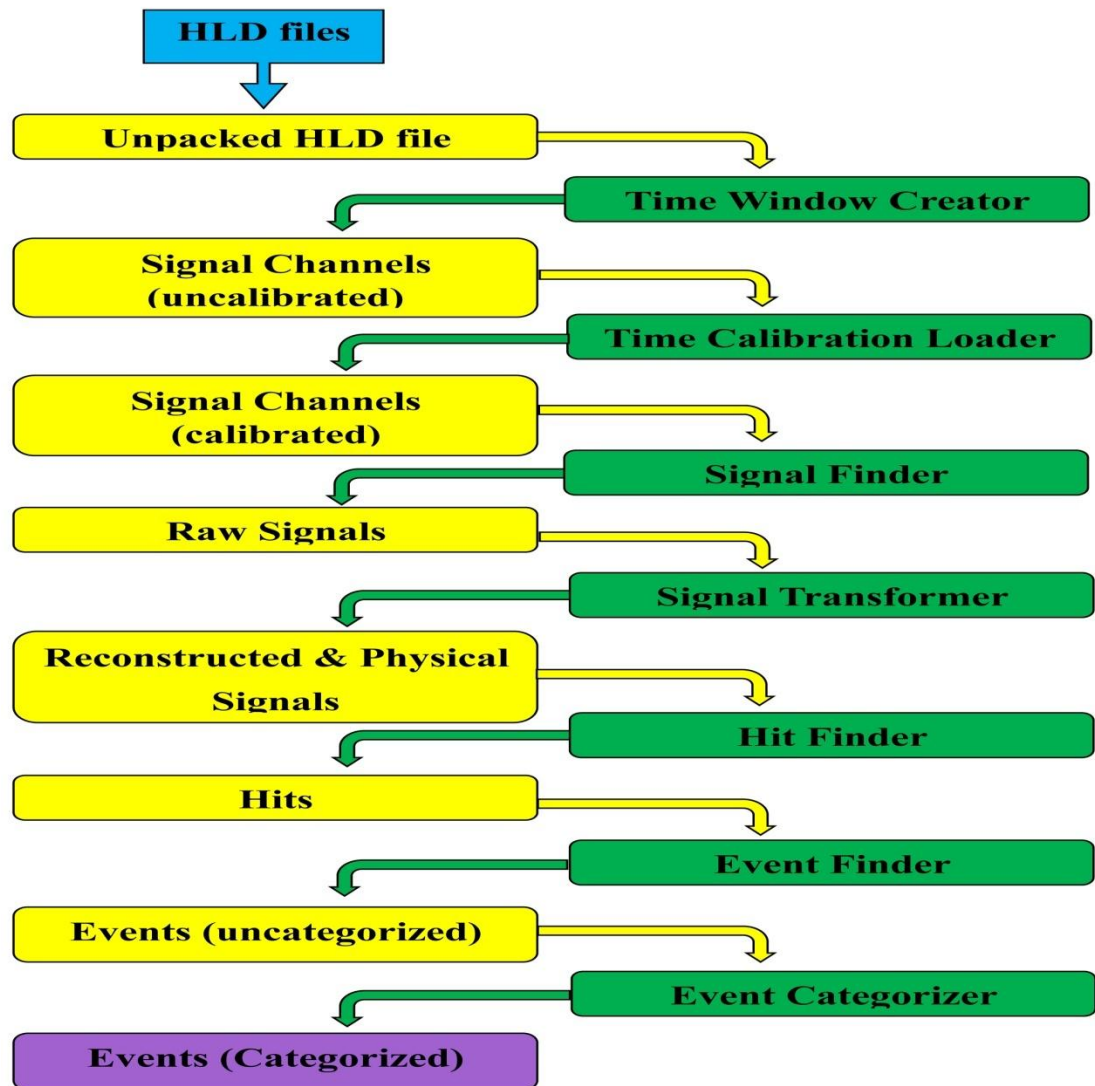 HLD files
Unpacked HLD file
Time Window Creator
Signal Channels
(uncalibrated)
Time Calibration Loader
Signal Channels
(calibrated)
Signal Finder
Raw Signals
Signal Transformer
Reconstructed & Physical
Signals
Hit Finder
Hits
Event Finder
Events (uncategorized)
Event Categorizer
Events (Categorized)